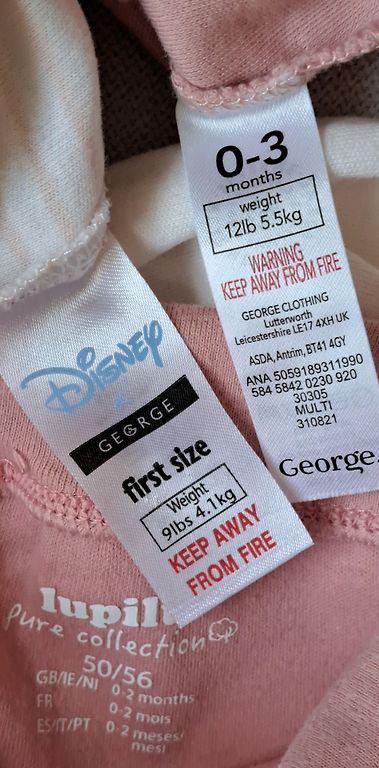 0-3
months
weight
12lb 5.5kg
WARNING
KEEP AWAY FROM FIRE
GEORGE CLOTHING
Lutterworth
Leicestershire LE17 4XH UK
ASDA, Antrim, BT41 4GY
ANA 5059189311990
584 5842 0230 920
30305
MULTI
310821
George.
Disney
at
GEORGE
first size
Weight
9lbs 4.1kg
KEEP AWAY
FROM FIRE
lupil
pure collection
50/56
GB/IE/NI 0-2 months
FR 0-2 mois
ES/IT/PT 0-2 meses/
mesi